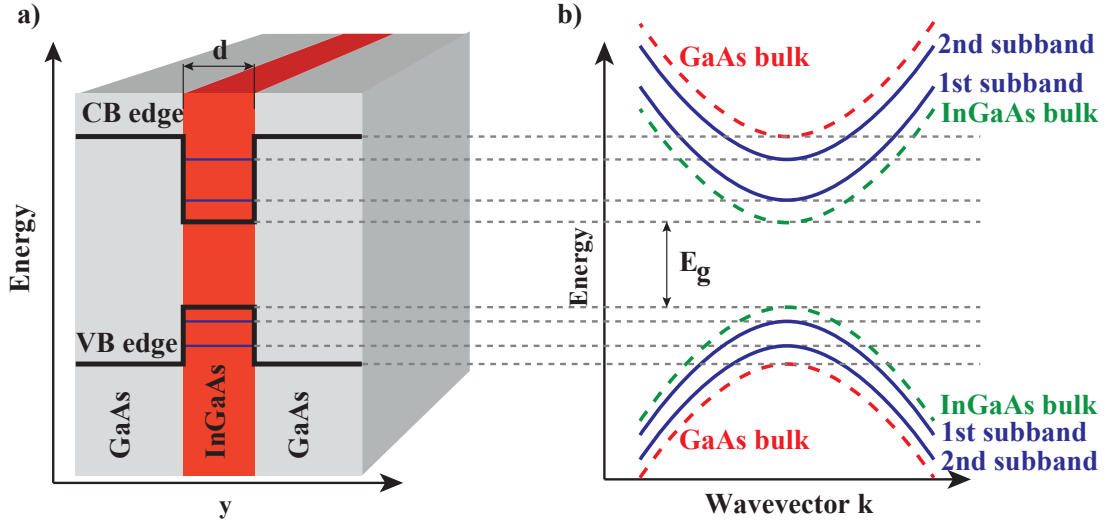 a)
d
CB edge
VB edge
GaAs
InGaAs
GaAs
Energy
y
b)
GaAs bulk
2nd subband
1st subband
InGaAs bulk
Eg
Energy
InGaAs bulk
1st subband
2nd subband
GaAs bulk
Wavevector k